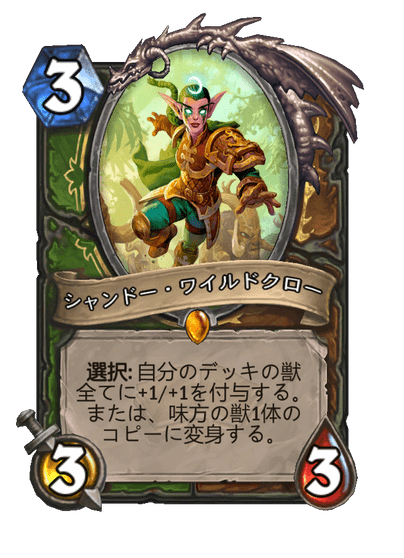 3
シャンドー・ワイルドクロー
選択: 自分のデッキの獣
全てに+1/+1を付与する。
または、味方の獣1体の
コピーに変身する。
3
3